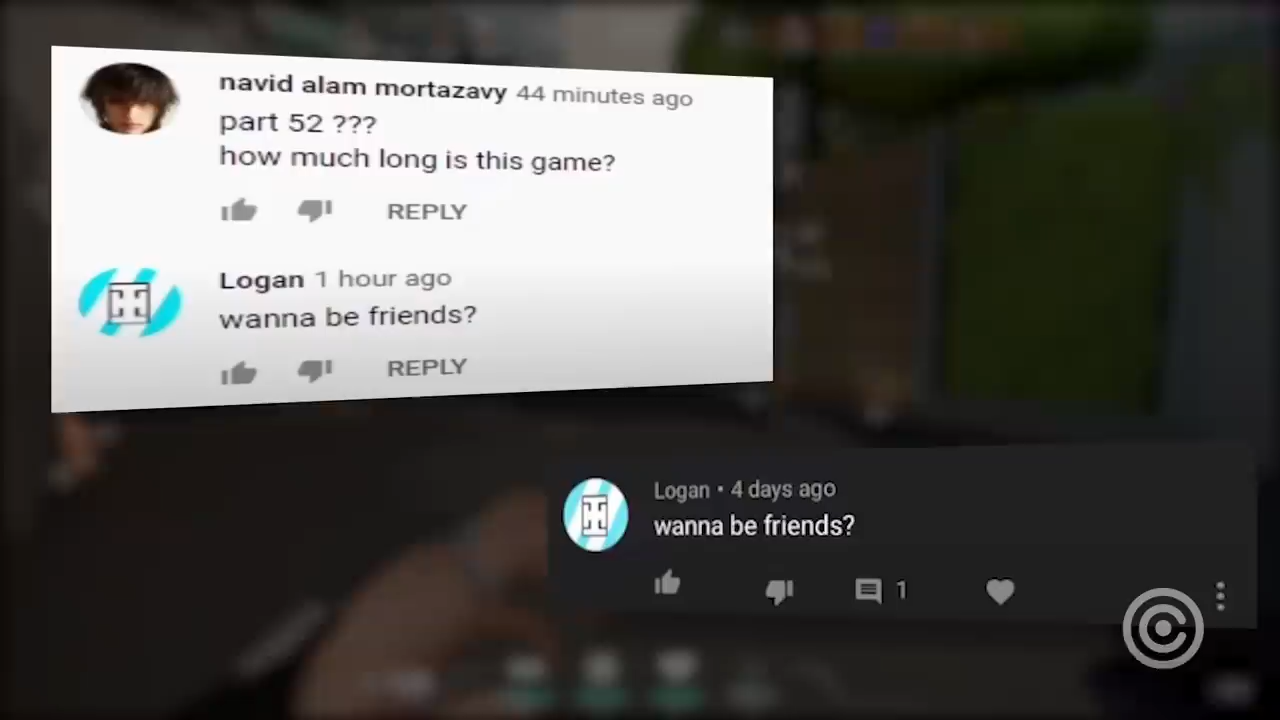 navid alam mortazavy 44 minutes ago
part 52 ???
how much long is this game?
REPLY
Logan 1 hour ago
wanna be friends?
REPLY
Logan • 4 days ago
wanna be friends?
1